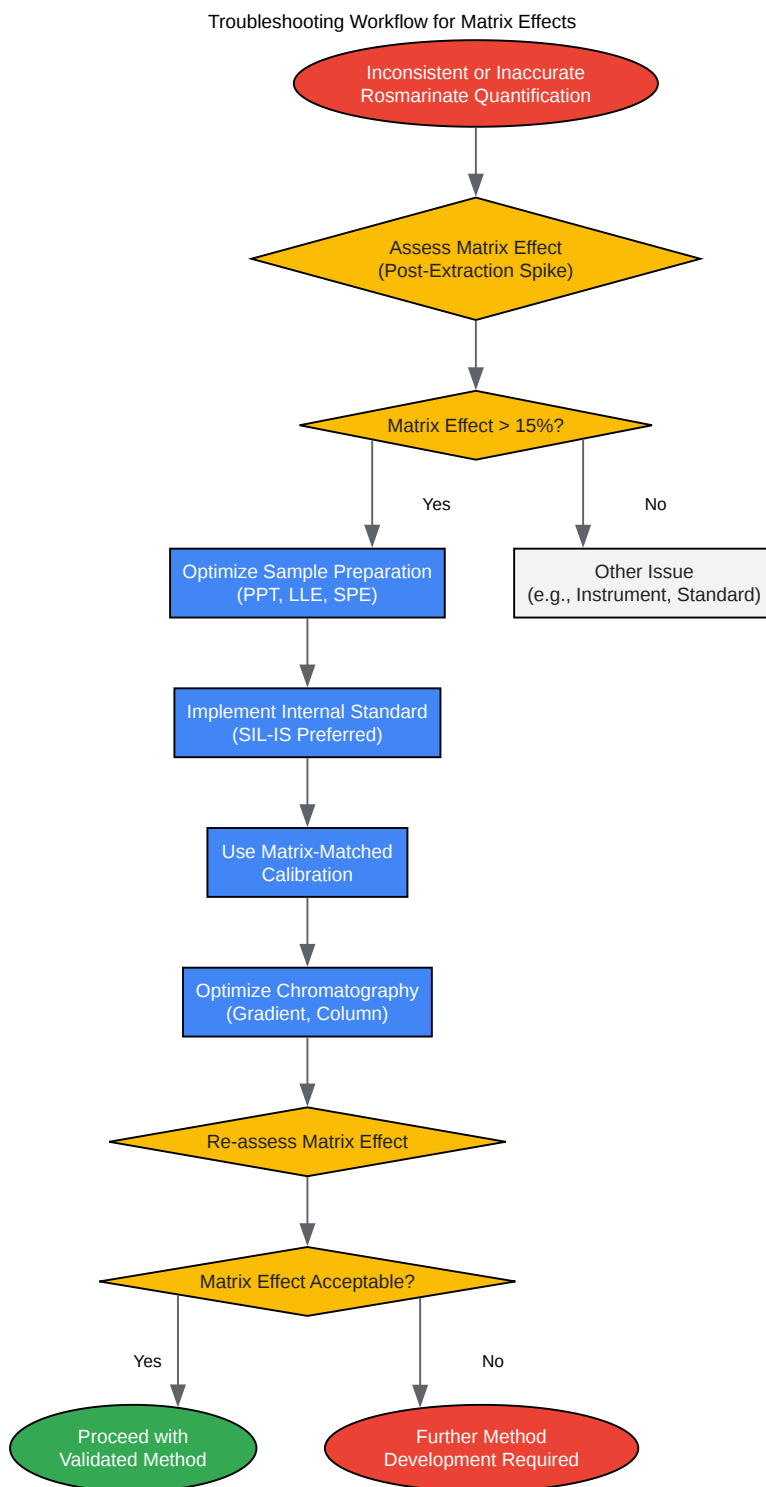 Troubleshooting Workflow for Matrix Effects
Inconsistent or Inaccurate
Rosmarinate Quantification
Assess Matrix Effect
(Post-Extraction Spike)
Matrix Effect > 15%?
Yes
No
Optimize Sample Preparation
(PPT, LLE, SPE)
Other Issue
(e.g., Instrument, Standard)
Implement Internal Standard
(SIL-IS Preferred)
Use Matrix-Matched
Calibration
Optimize Chromatography
(Gradient, Column)
Re-assess Matrix Effect
Matrix Effect Acceptable?
Yes
No
Proceed with
Validated Method
Further Method
Development Required